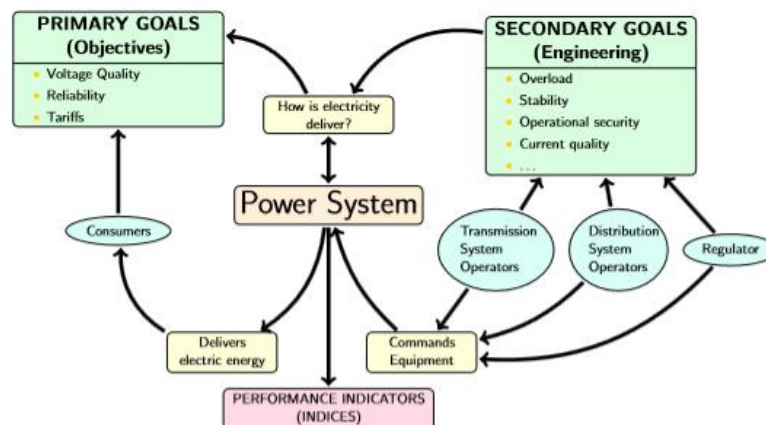 PRIMARY GOALS
(Objectives)
Voltage Quality
Reliability
Tariffs
SECONDARY GOALS
(Engineering)
Overload
Stability
Operational security
Current quality
...
How is electricity
deliver?
Power System
Consumers
Transmission
System
Operators
Distribution
System
Operators
Regulator
Delivers
electric energy
Commands
Equipment
PERFORMANCE INDICATORS
(INDICES)